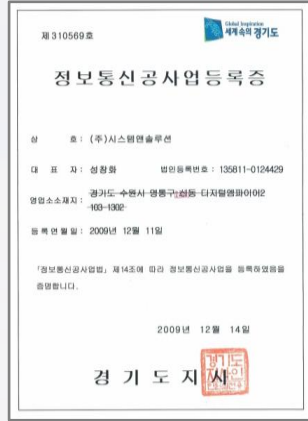 제310569호
Global Inspiration
세계속의 경기도
정보통신공사업등록증
상 호 : (주)시스템앤솔루션
대 표 자 : 성창화 법인등록번호 : 135811-0124429
영업소소재지 : 경기도 수원시 영통구 신동 디지털엠파이어2
103-1302
등록연월일 : 2009년 12월 11일
「정보통신공사업법」 제14조에 따라 정보통신공사업을 등록하였음을
증명합니다.
2009년 12월 14일
경 기 도 지 사